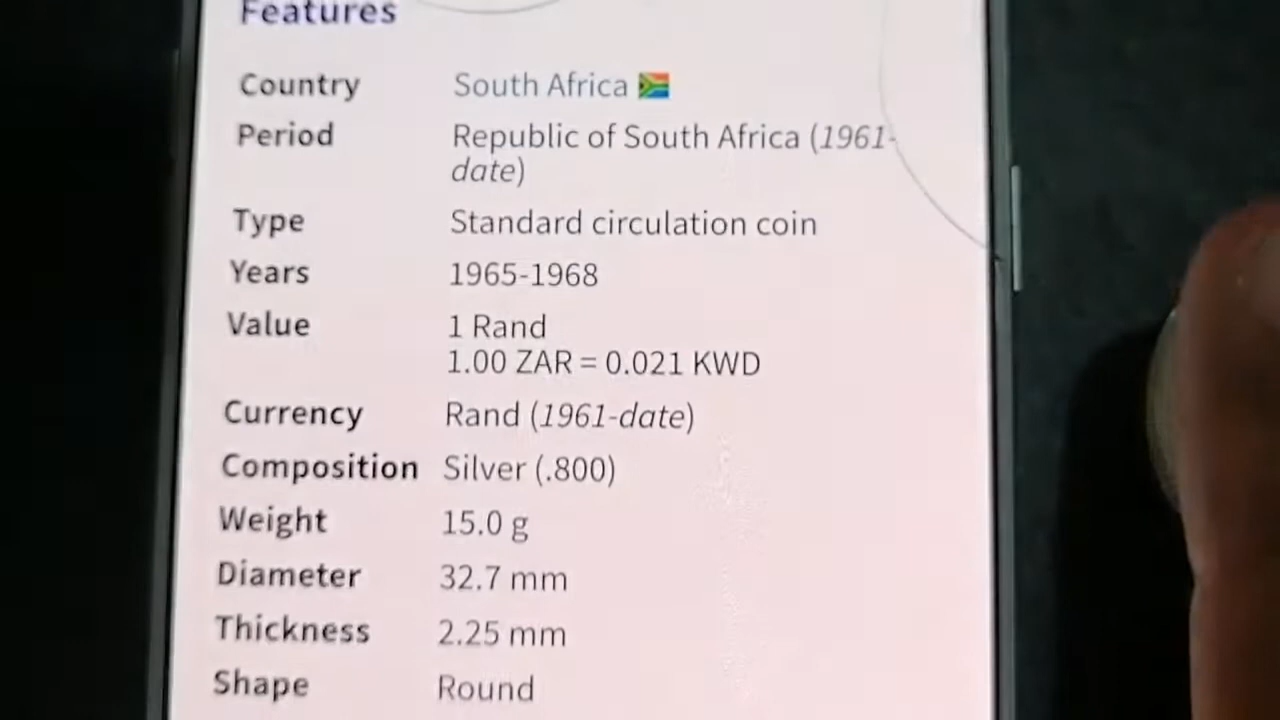 Features
Country South Africa 🇿🇦
Period Republic of South Africa (1961-
date)
Type Standard circulation coin
Years 1965-1968
Value 1 Rand
1.00 ZAR = 0.021 KWD
Currency Rand (1961-date)
Composition Silver (.800)
Weight 15.0 g
Diameter 32.7 mm
Thickness 2.25 mm
Shape Round